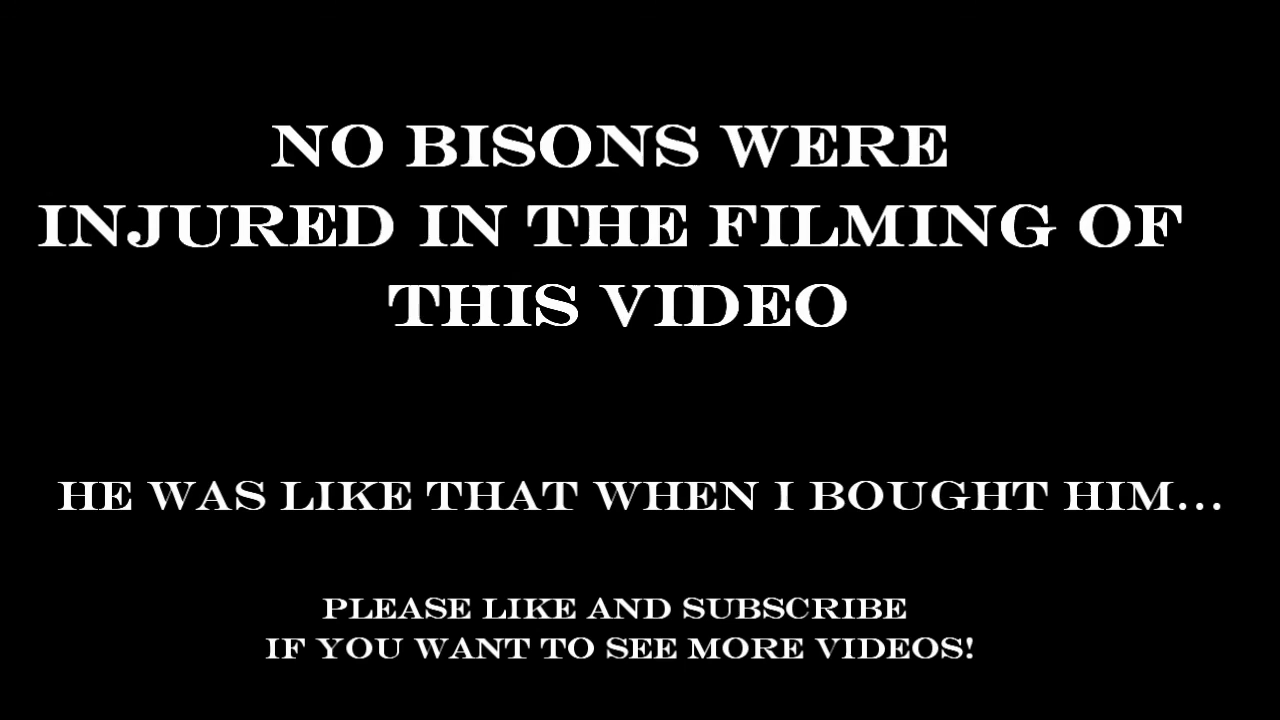 NO BISONS WERE
INJURED IN THE FILMING OF
THIS VIDEO
HE WAS LIKE THAT WHEN I BOUGHT HIM...
PLEASE LIKE AND SUBSCRIBE
IF YOU WANT TO SEE MORE VIDEOS!